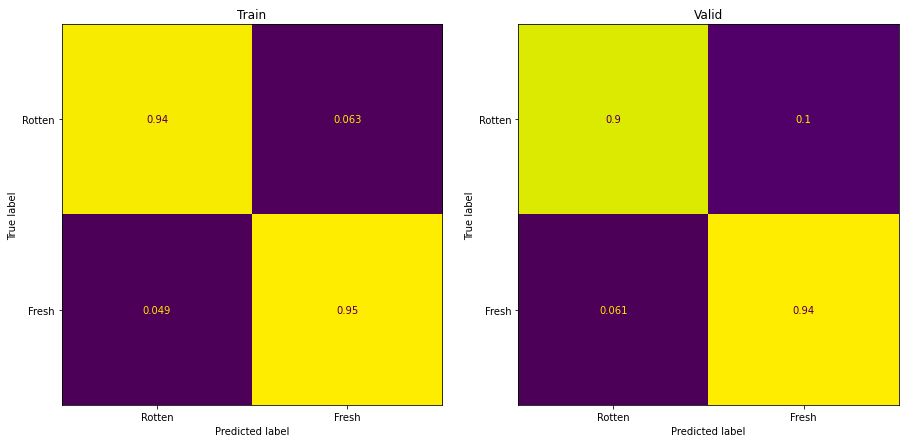 Train
Rotten
0.94
0.063
True label
Fresh
0.049
0.95
Rotten
Fresh
Predicted label
Valid
Rotten
0.9
0.1
True label
Fresh
0.061
0.94
Rotten
Fresh
Predicted label